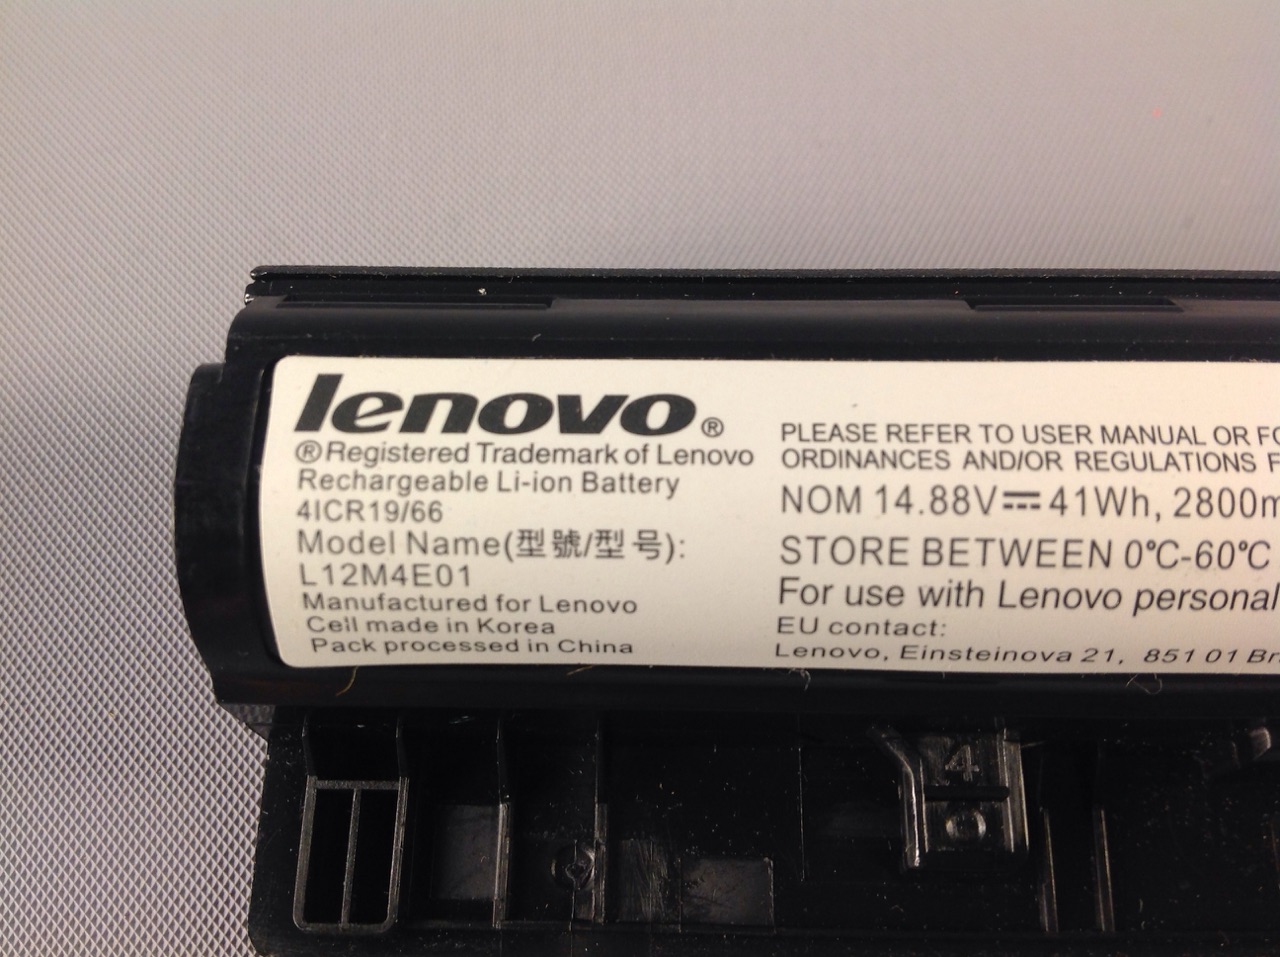 lenovo®
®Registered Trademark of Lenovo
Rechargeable Li-ion Battery
4ICR19/66
Model Name(型號/型号):
L12M4E01
Manufactured for Lenovo
Cell made in Korea
Pack processed in China
PLEASE REFER TO USER MANUAL OR
ORDINANCES AND/OR REGULATIONS
NOM 14.88V⎓41Wh, 2800m
STORE BETWEEN 0℃-60℃
For use with Lenovo personal
EU contact:
Lenovo, Einsteinova 21, 851 01
14